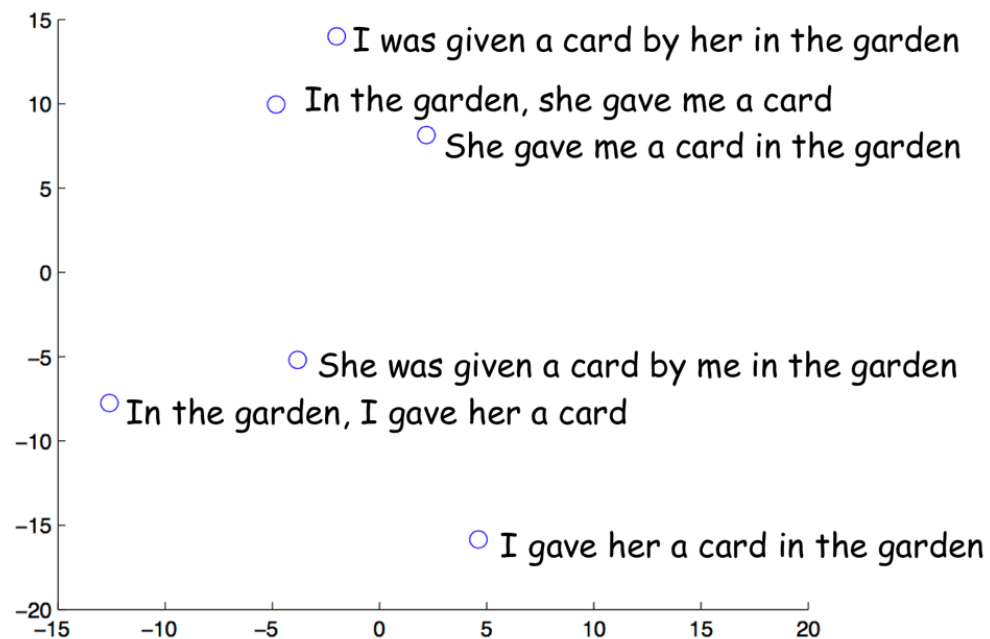 15
I was given a card by her in the garden
10
In the garden, she gave me a card
She gave me a card in the garden
5
0
−5
She was given a card by me in the garden
In the garden, I gave her a card
−10
−15
I gave her a card in the garden
−20
−15 −10 −5 0 5 10 15 20